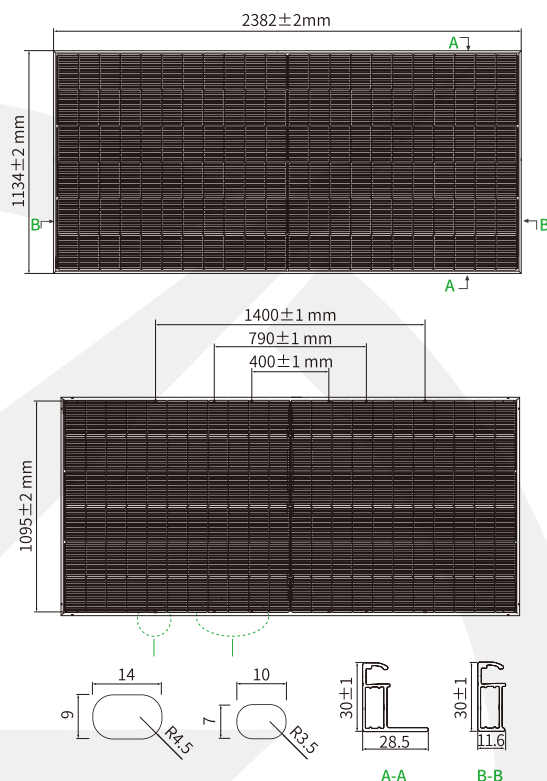 2382±2mm
A
1134±2 mm
B
B
A
1400±1 mm
790±1 mm
400±1 mm
1095±2 mm
14
9
R4.5
10
7
R3.5
30±1
28.5
A-A
30±1
11.6
B-B